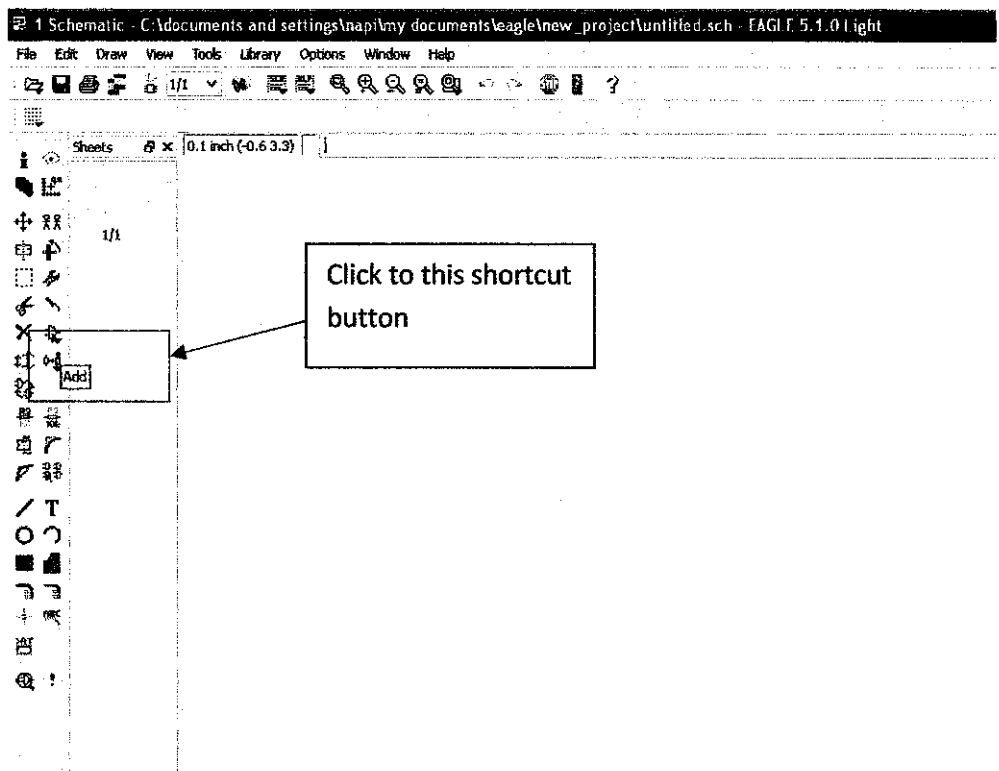 1 Schematic - C:\documents and settings\napi\my documents\eagle\new_project\untitled.sch - EAGLE 5.1.0 Light
File Edit Draw View Tools Library Options Window Help
1/1
Sheets
0.1 inch (-0.6 3.3)
1/1
Click to this shortcut
button
Add
T